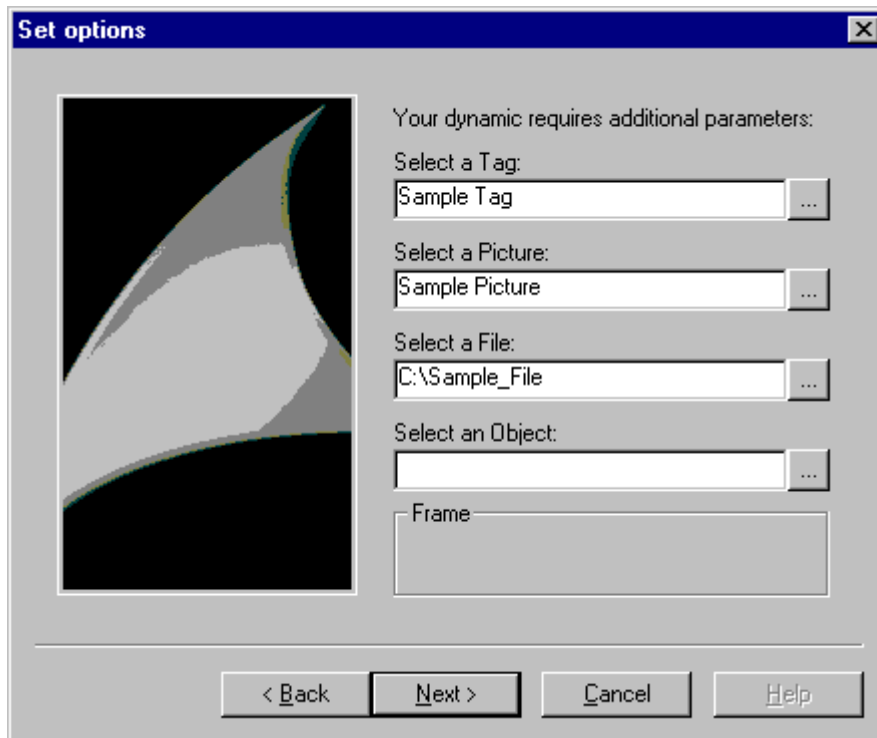 Set options
Your dynamic requires additional parameters:
Select a Tag:
Sample Tag
...
Select a Picture:
Sample Picture
...
Select a File:
C:\Sample_File
...
Select an Object:
...
Frame
< Back
Next >
Cancel
Help